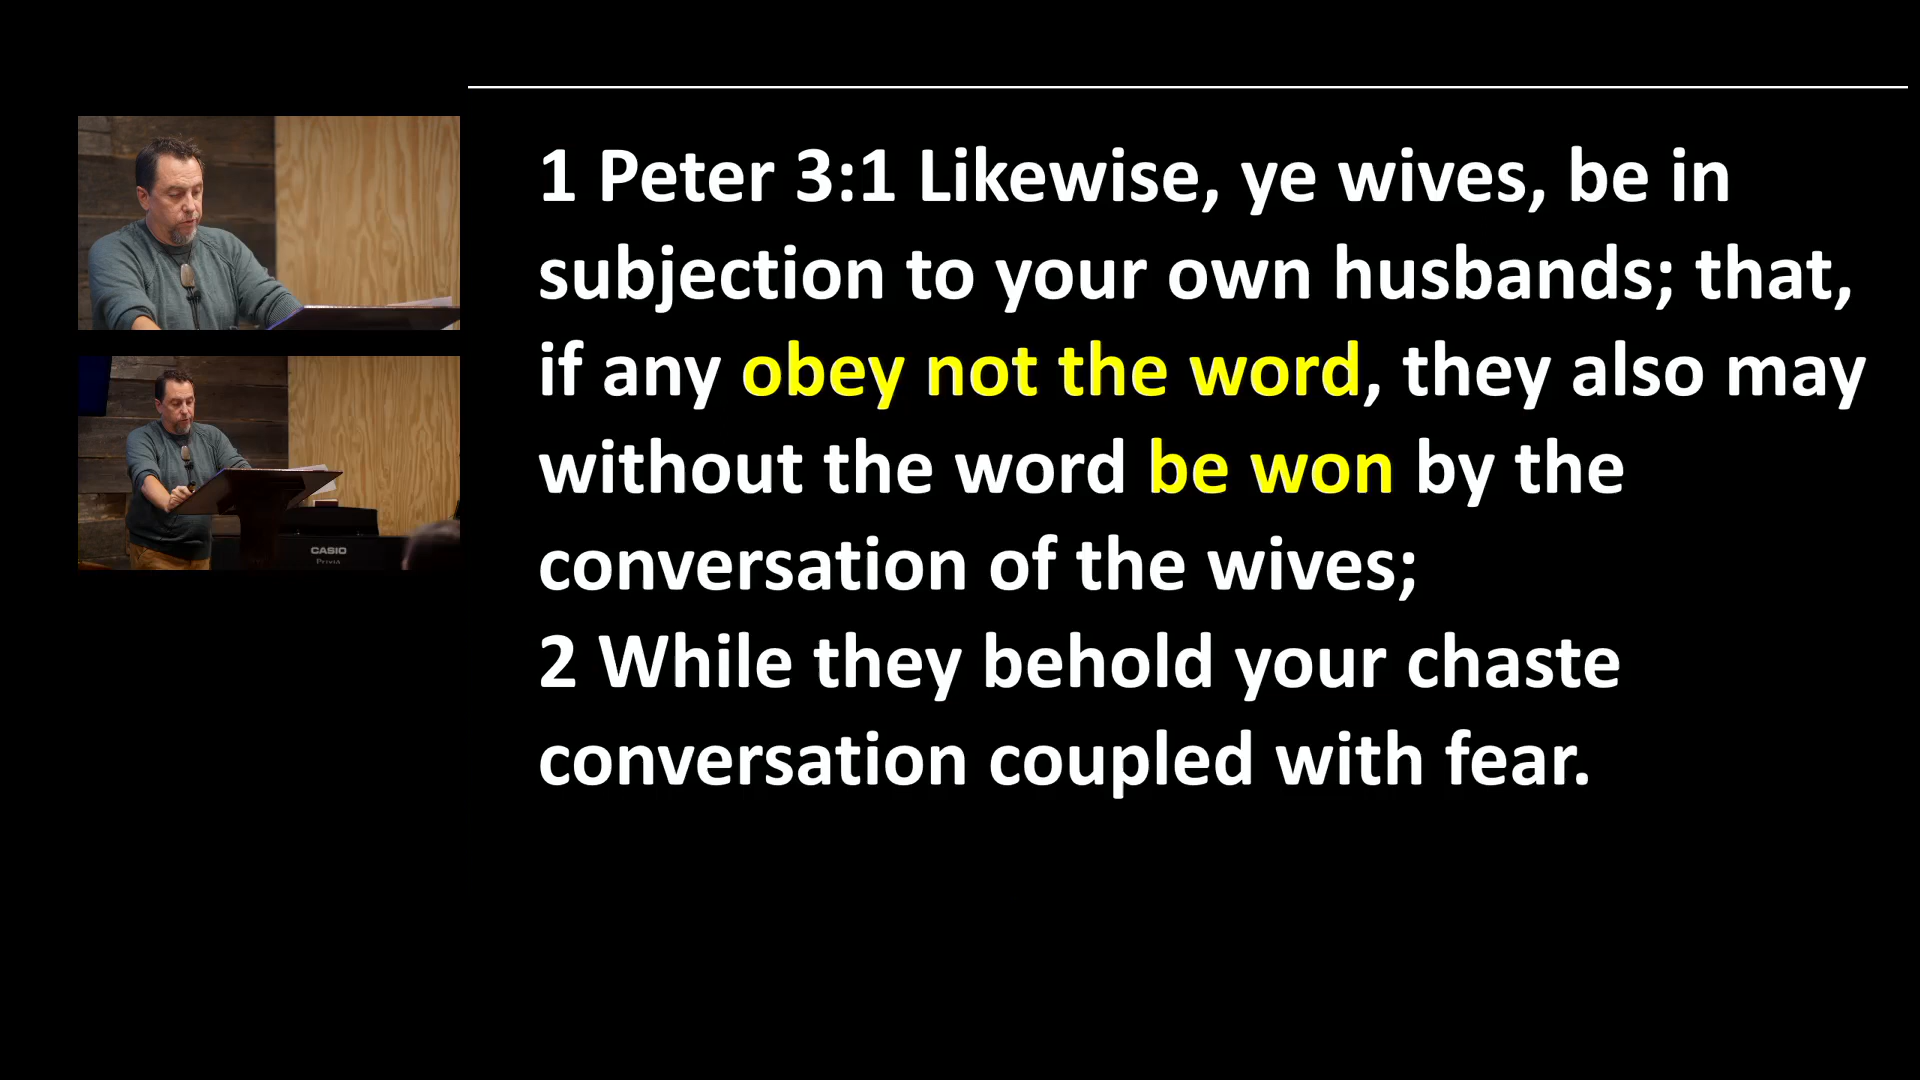 1 Peter 3:1 Likewise, ye wives, be in
subjection to your own husbands; that,
if any obey not the word, they also may
without the word be won by the
conversation of the wives;
2 While they behold your chaste
conversation coupled with fear.
CASIO
PRIVIA